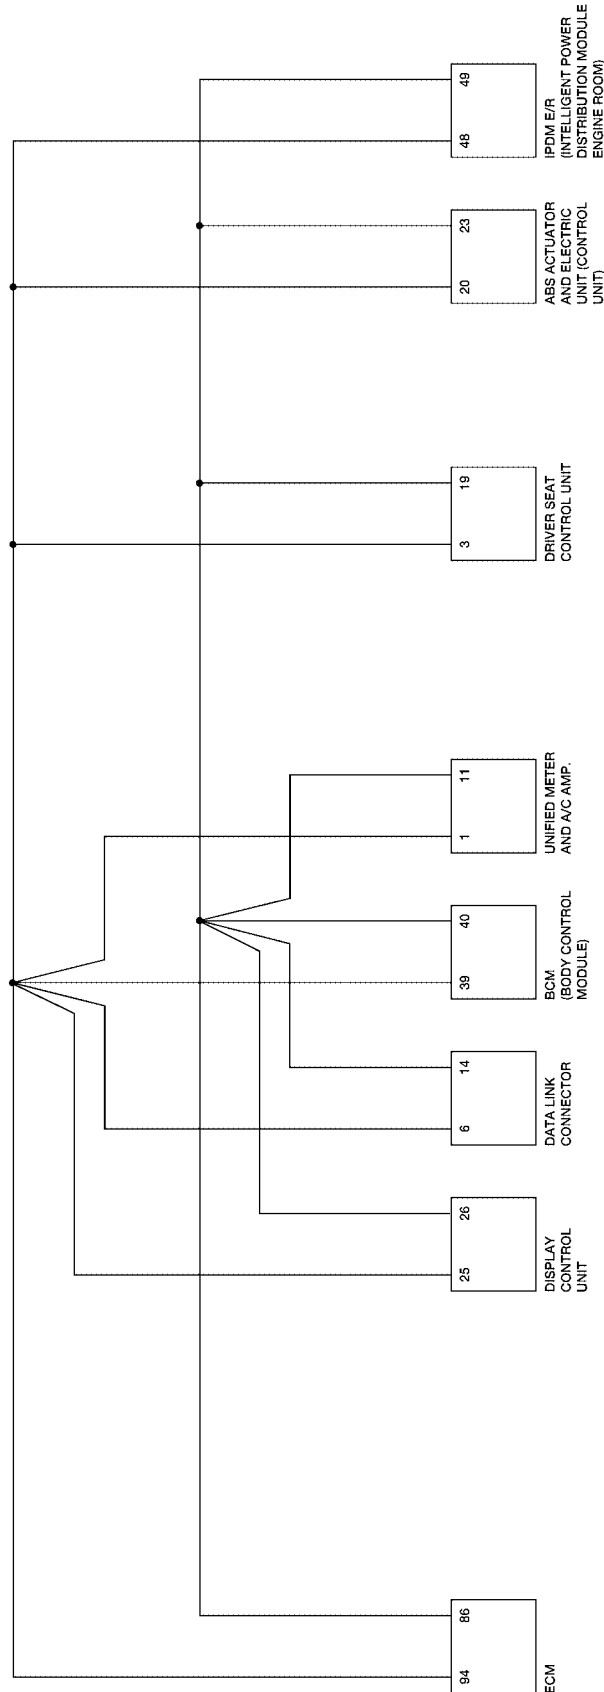 94
86
ECM
25
26
DISPLAY
CONTROL
UNIT
6
14
DATA LINK
CONNECTOR
39
40
BCM
(BODY CONTROL
MODULE)
1
11
UNIFIED METER
AND A/C AMP.
3
19
DRIVER SEAT
CONTROL UNIT
20
23
ABS ACTUATOR
AND ELECTRIC
UNIT (CONTROL
UNIT)
48
49
IPDM E/R
(INTELLIGENT POWER
DISTRIBUTION MODULE
ENGINE ROOM)